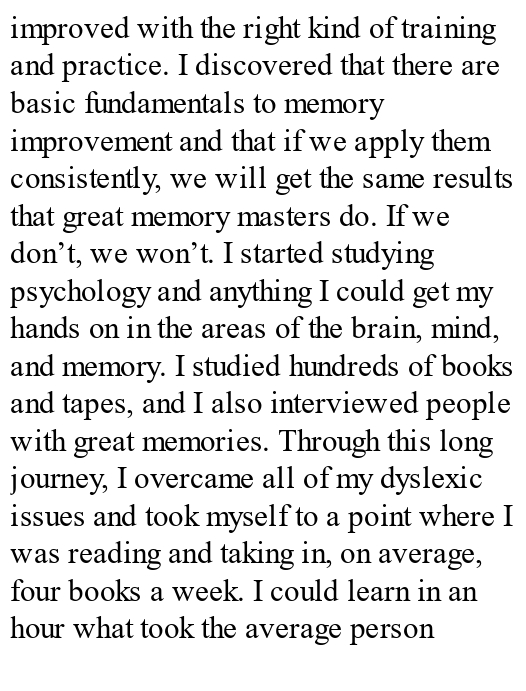 improved with the right kind of training
and practice. I discovered that there are
basic fundamentals to memory
improvement and that if we apply them
consistently, we will get the same results
that great memory masters do. If we
don’t, we won’t. I started studying
psychology and anything I could get my
hands on in the areas of the brain, mind,
and memory. I studied hundreds of books
and tapes, and I also interviewed people
with great memories. Through this long
journey, I overcame all of my dyslexic
issues and took myself to a point where I
was reading and taking in, on average,
four books a week. I could learn in an
hour what took the average person